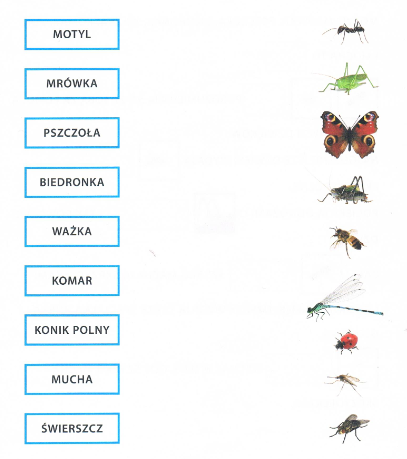 MOTYL
MRÓWKA
PSZCZOŁA
BIEDRONKA
WAŻKA
KOMAR
KONIK POLNY
MUCHA
ŚWIERSZCZ